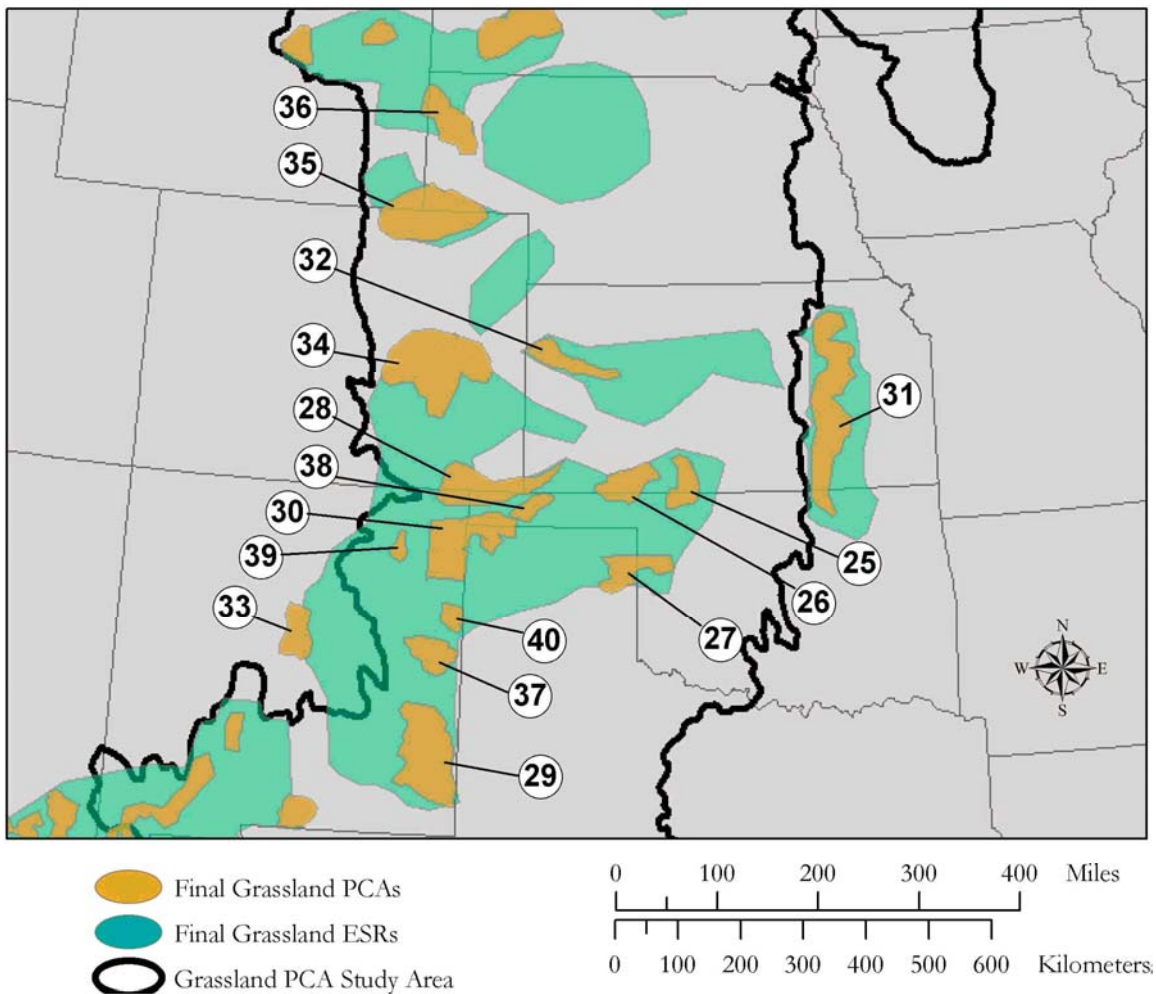 36
35
32
34
28
31
38
30
39
25
26
33
40
27
37
29
N
W E
S
Final Grassland PCAs
Final Grassland ESRs
Grassland PCA Study Area
0 100 200 300 400 Miles
0 100 200 300 400 500 600 Kilometers